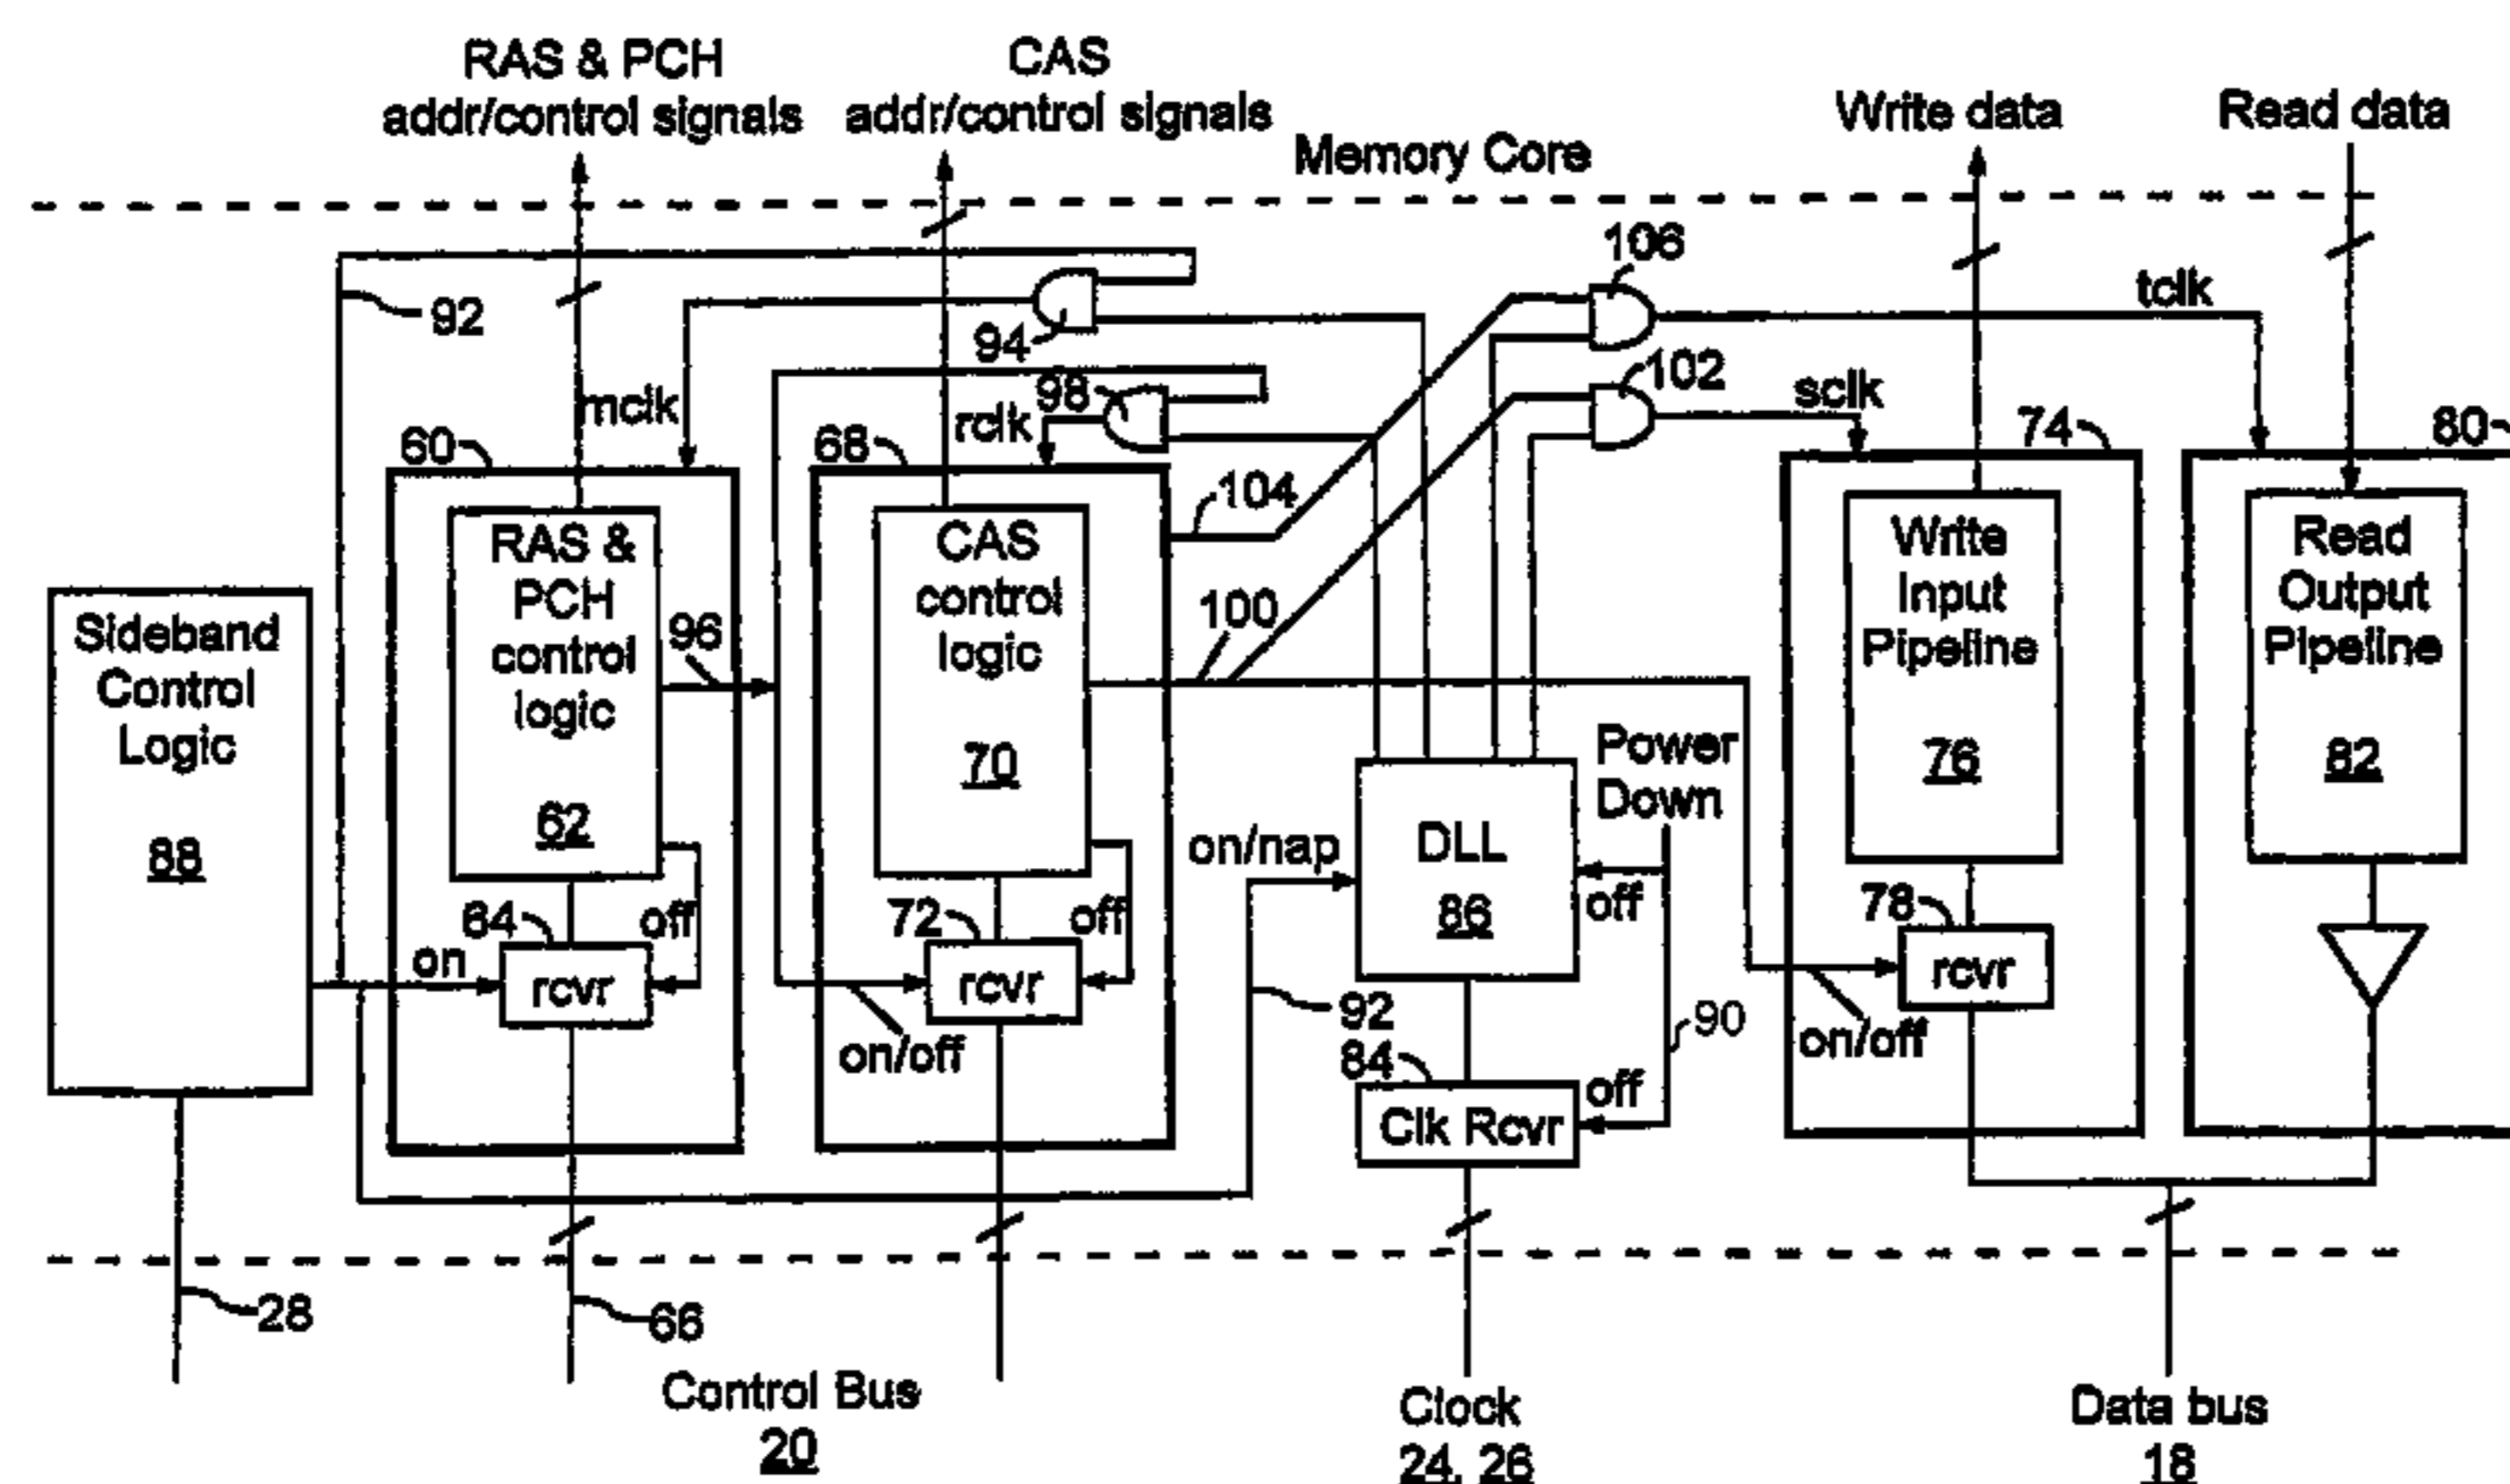 RAS & PCH
addr/control signals
CAS
addr/control signals
Memory Core
Write data
Read data
92
94
106
tclk
mclk
98
rclk
102
sclk
60
68
74
80
104
100
96
Sideband
Control
Logic
88
RAS &
PCH
control
logic
62
CAS
control
logic
70
Write
Input
Pipeline
76
Read
Output
Pipeline
82
Power
Down
on/nap
DLL
86
off
64
off
on
rcvr
72
off
rcvr
on/off
92
90
84
off
Clk Rcvr
78
rcvr
on/off
28
66
Control Bus
20
Clock
24, 26
Data bus
18